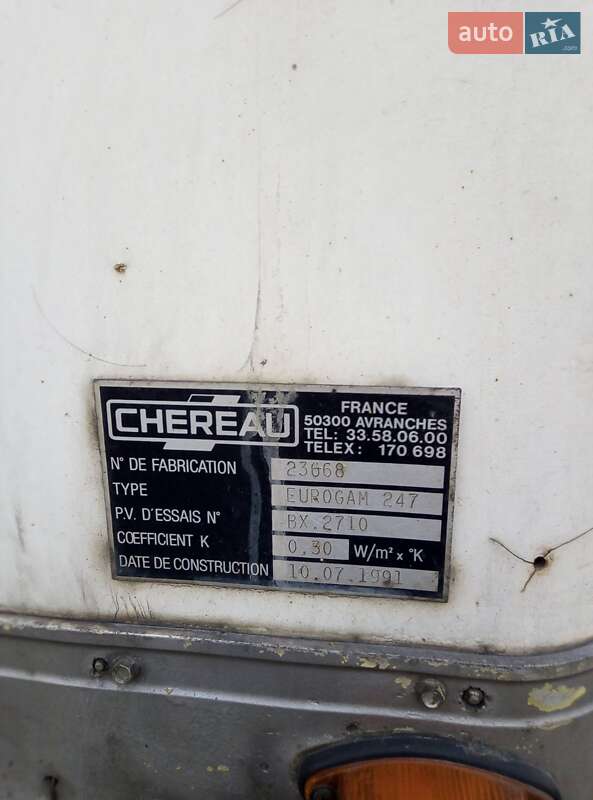 auto RIA.com
CHEREAU
FRANCE
50300 AVRANCHES
TEL: 33.58.06.00
TELEX: 170 698
N° DE FABRICATION 23668
TYPE EUROGAM 247
P.V. D'ESSAIS N° BX.2710
COEFFICIENT K 0,30 W/m² x °K
DATE DE CONSTRUCTION 10.07.1991